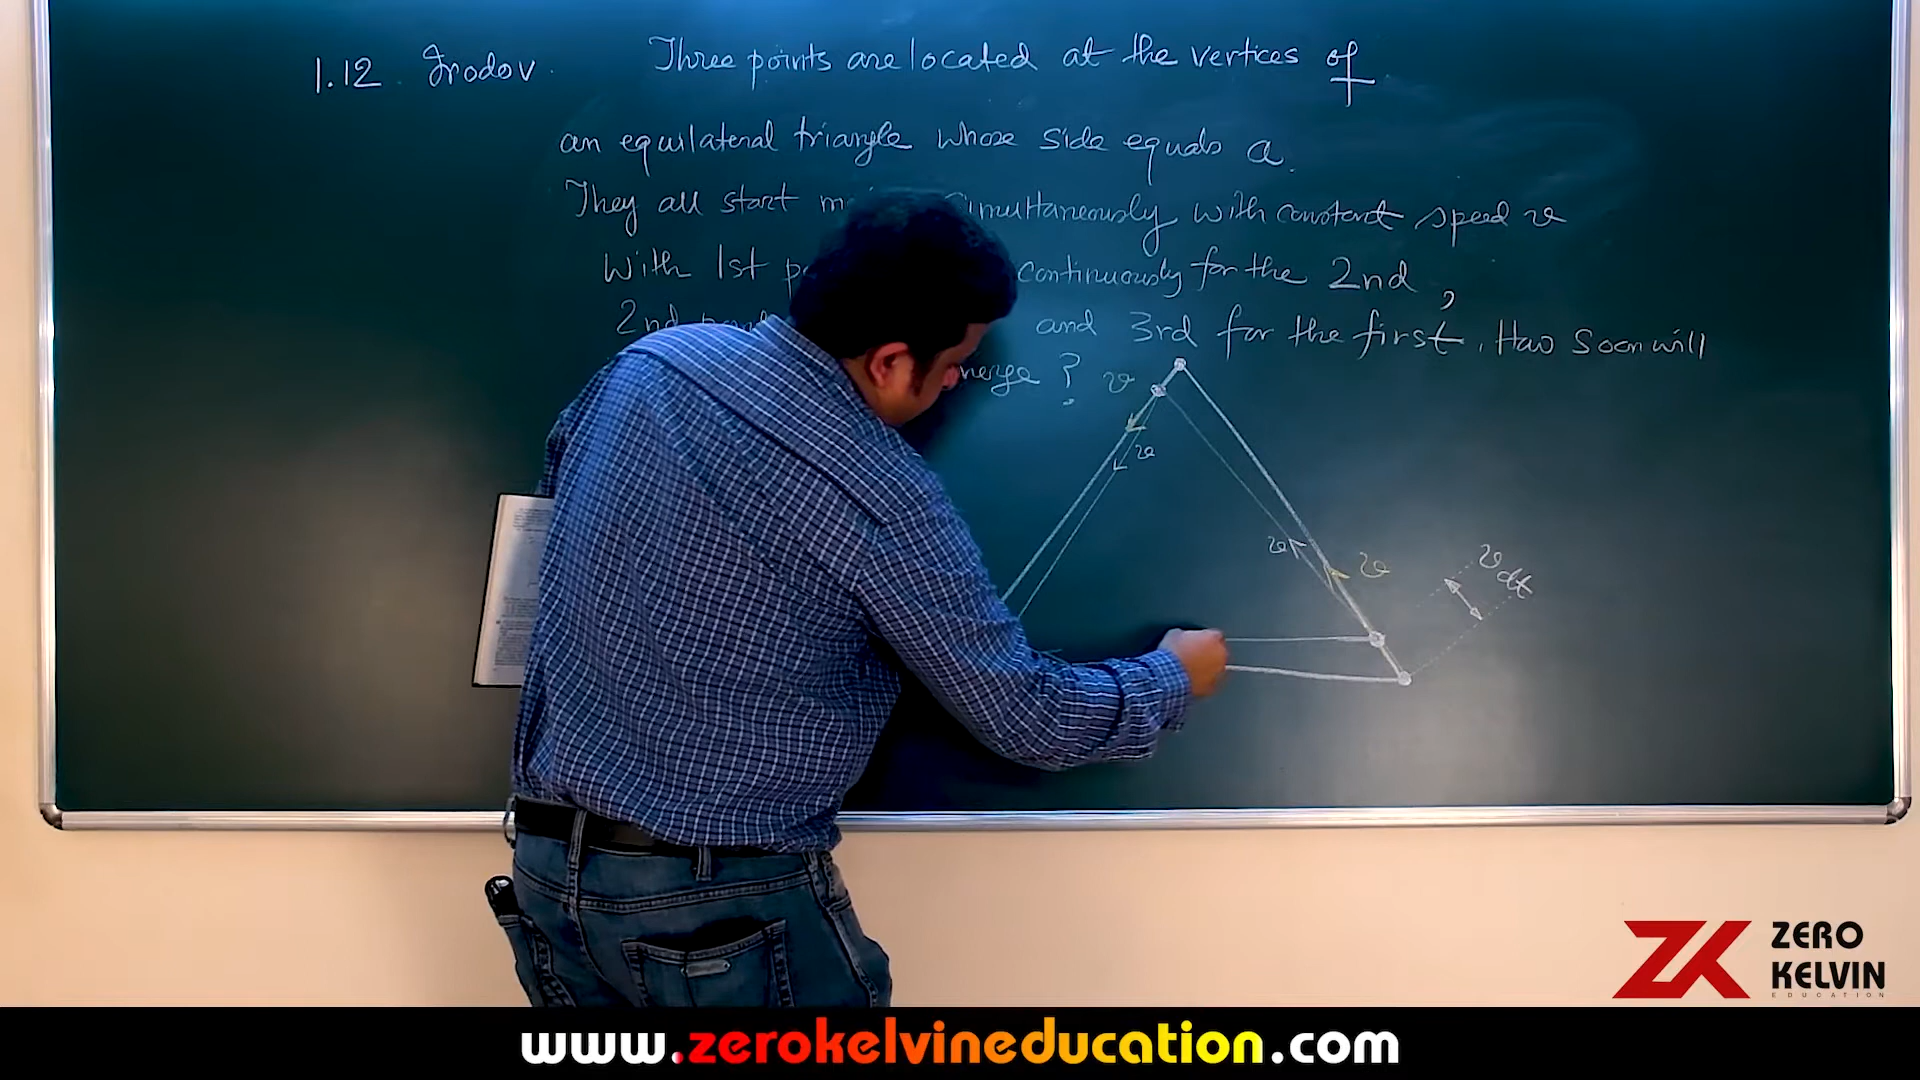 1.12 Irodov Three points are located at the vertices of
an equilateral triangle whose side equals a.
They all start simultaneously with constant speed v
With 1st continuously for the 2nd,
2nd and 3rd for the first. How soon will
? v
v
v v
v dt
ZK ZERO
KELVIN
EDUCATION
www.zerokelvineducation.com